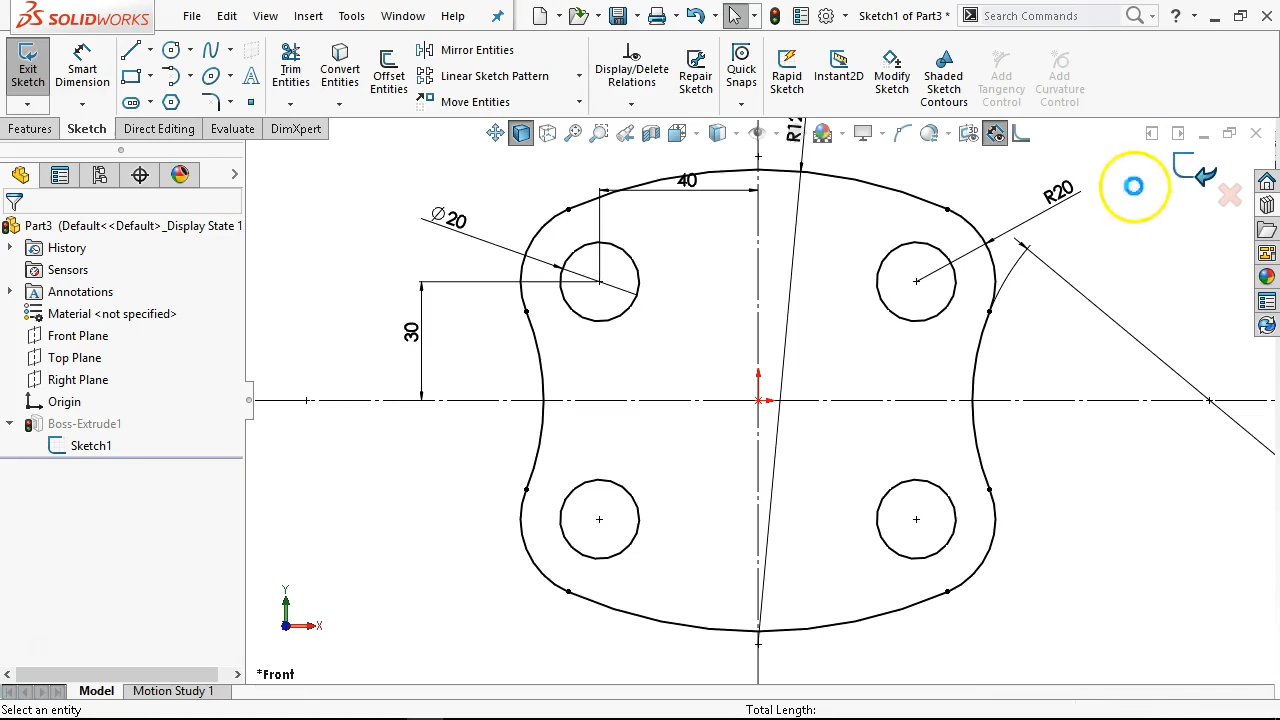 SOLIDWORKS File Edit View Insert Tools Window Help Sketch1 of Part3 * Search Commands ?
Exit Sketch
Smart Dimension
Trim Entities
Convert Entities
Offset Entities
Mirror Entities
Linear Sketch Pattern
Move Entities
Display/Delete Relations
Repair Sketch
Quick Snaps
Rapid Sketch
Instant2D
Modify Sketch
Shaded Sketch Contours
Add Tangency Control
Add Curvature Control
Features Sketch Direct Editing Evaluate DimXpert
Part3 (Default<<Default>_Display State 1
History
Sensors
Annotations
Material <not specified>
Front Plane
Top Plane
Right Plane
Origin
Boss-Extrude1
Sketch1
R12
40
R20
∅20
30
Y
X
*Front
Model Motion Study 1
Select an entity Total Length: